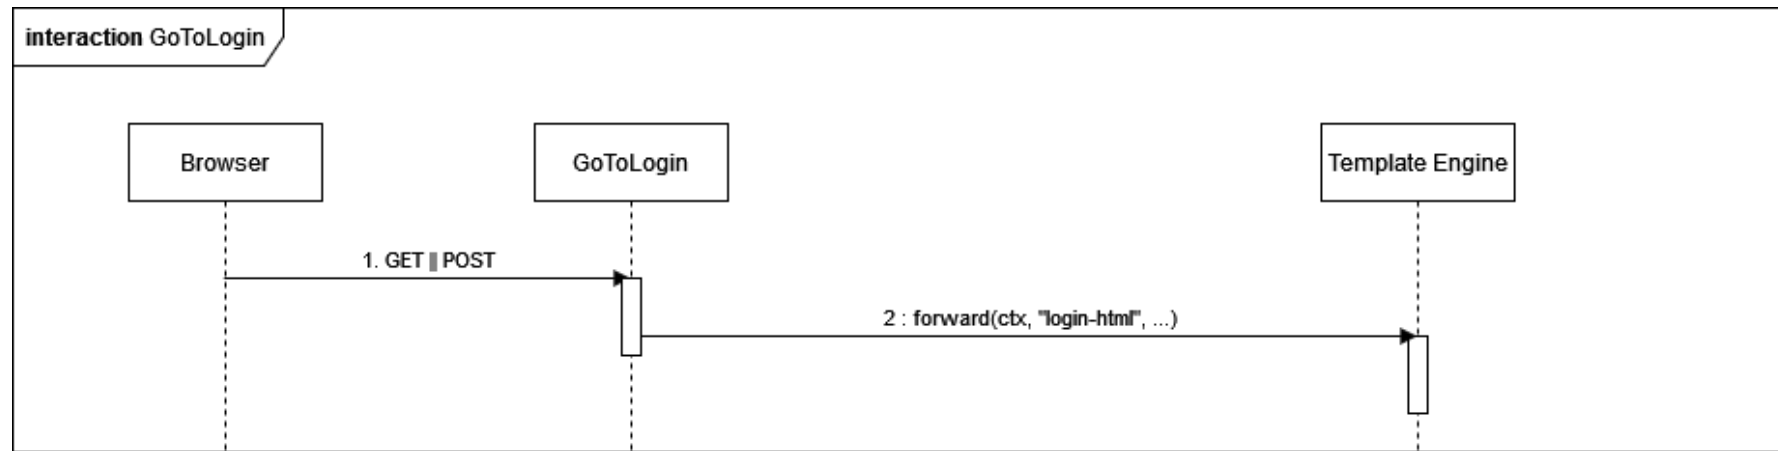 interaction GoToLogin
Browser
GoToLogin
Template Engine
1. GET || POST
2 : forward(ctx, "login-html", ...)